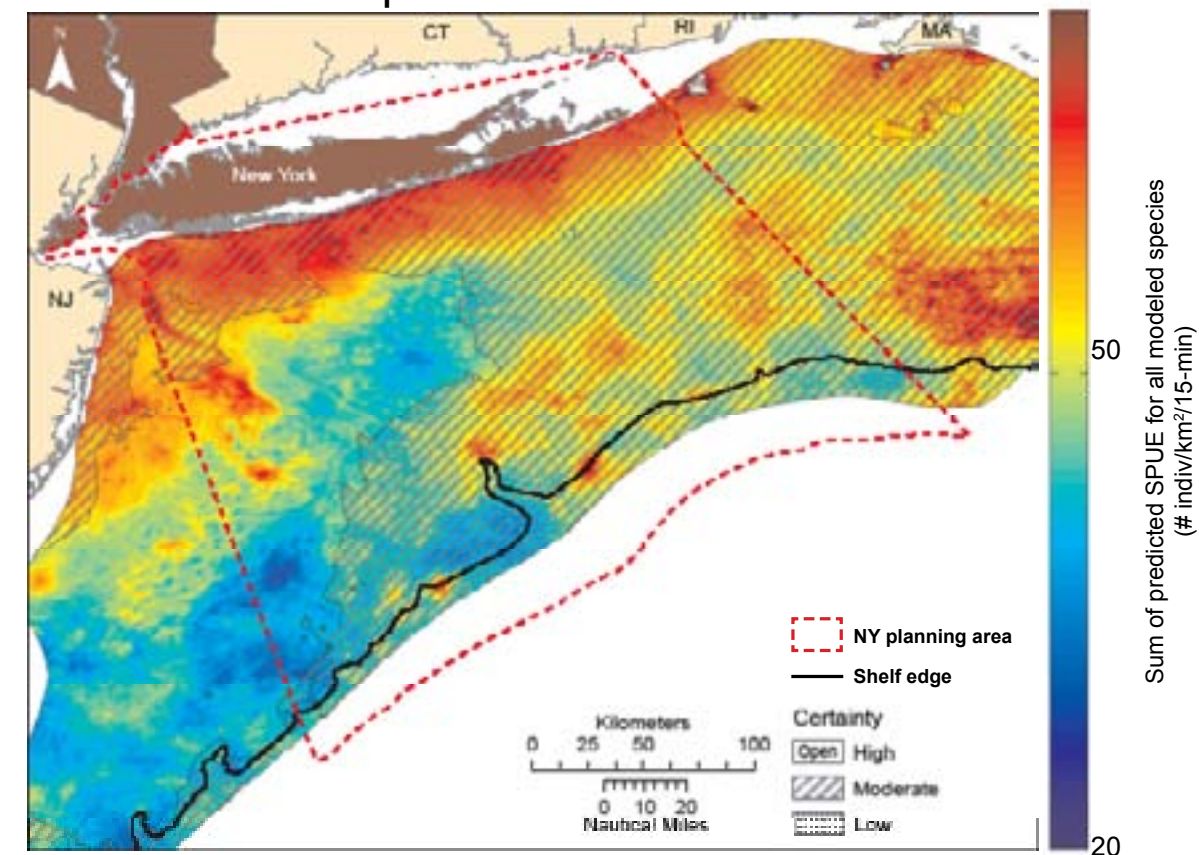 N
CT
RI
MA
New York
NJ
50
20
Sum of predicted SPUE for all modeled species
(# indiv/km²/15-min)
NY planning area
Shelf edge
Kilometers
0 25 50 100
0 10 20
Nautical Miles
Certainty
Open High
Moderate
Low